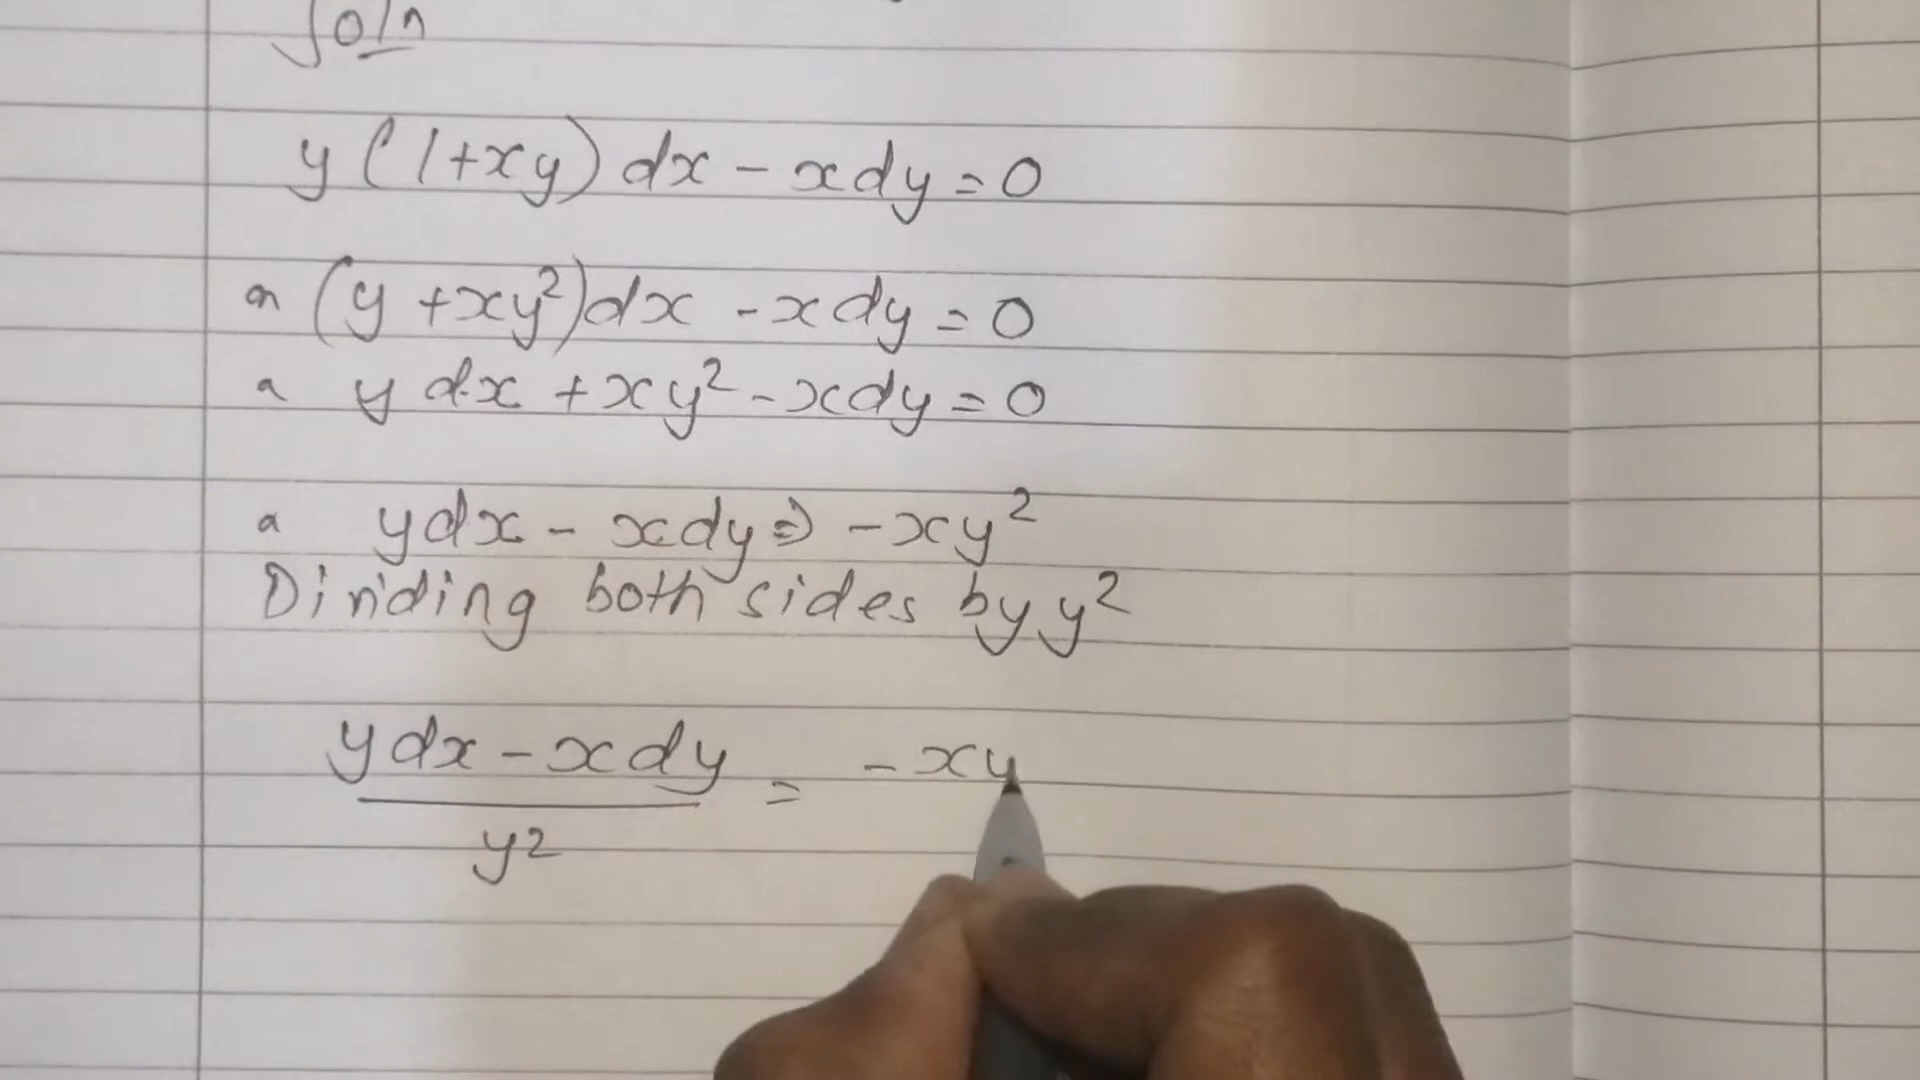 Soln
y(1+xy)dx - xdy = 0
a (y + xy²)dx - xdy = 0
a ydx + xy² - xdy = 0
a ydx - xdy => -xy²
Dividing both sides by y²
ydx - xdy / y² = -xy